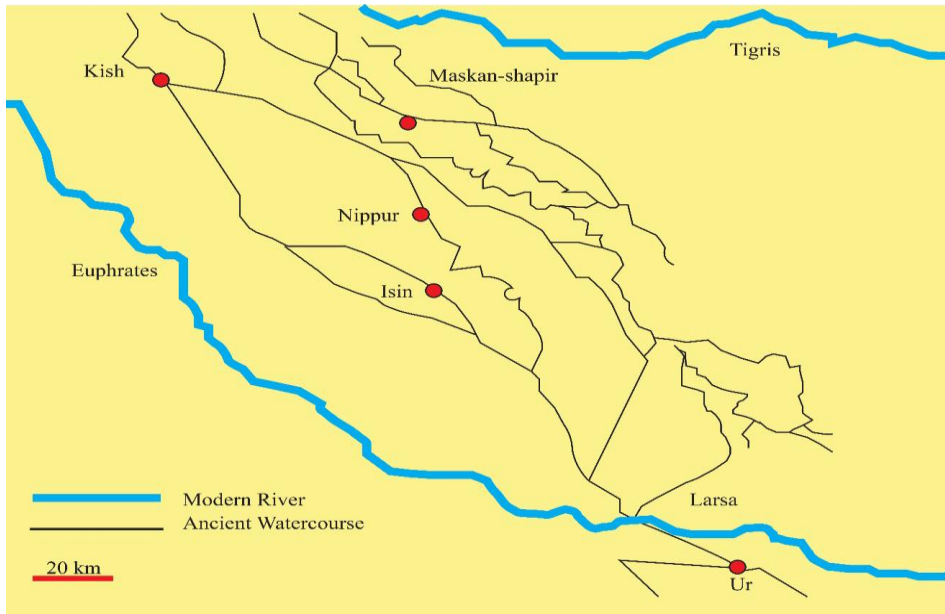 Tigris
Kish
Maskan-shapir
Nippur
Euphrates
Isin
Modern River
Larsa
Ancient Watercourse
20 km
Ur